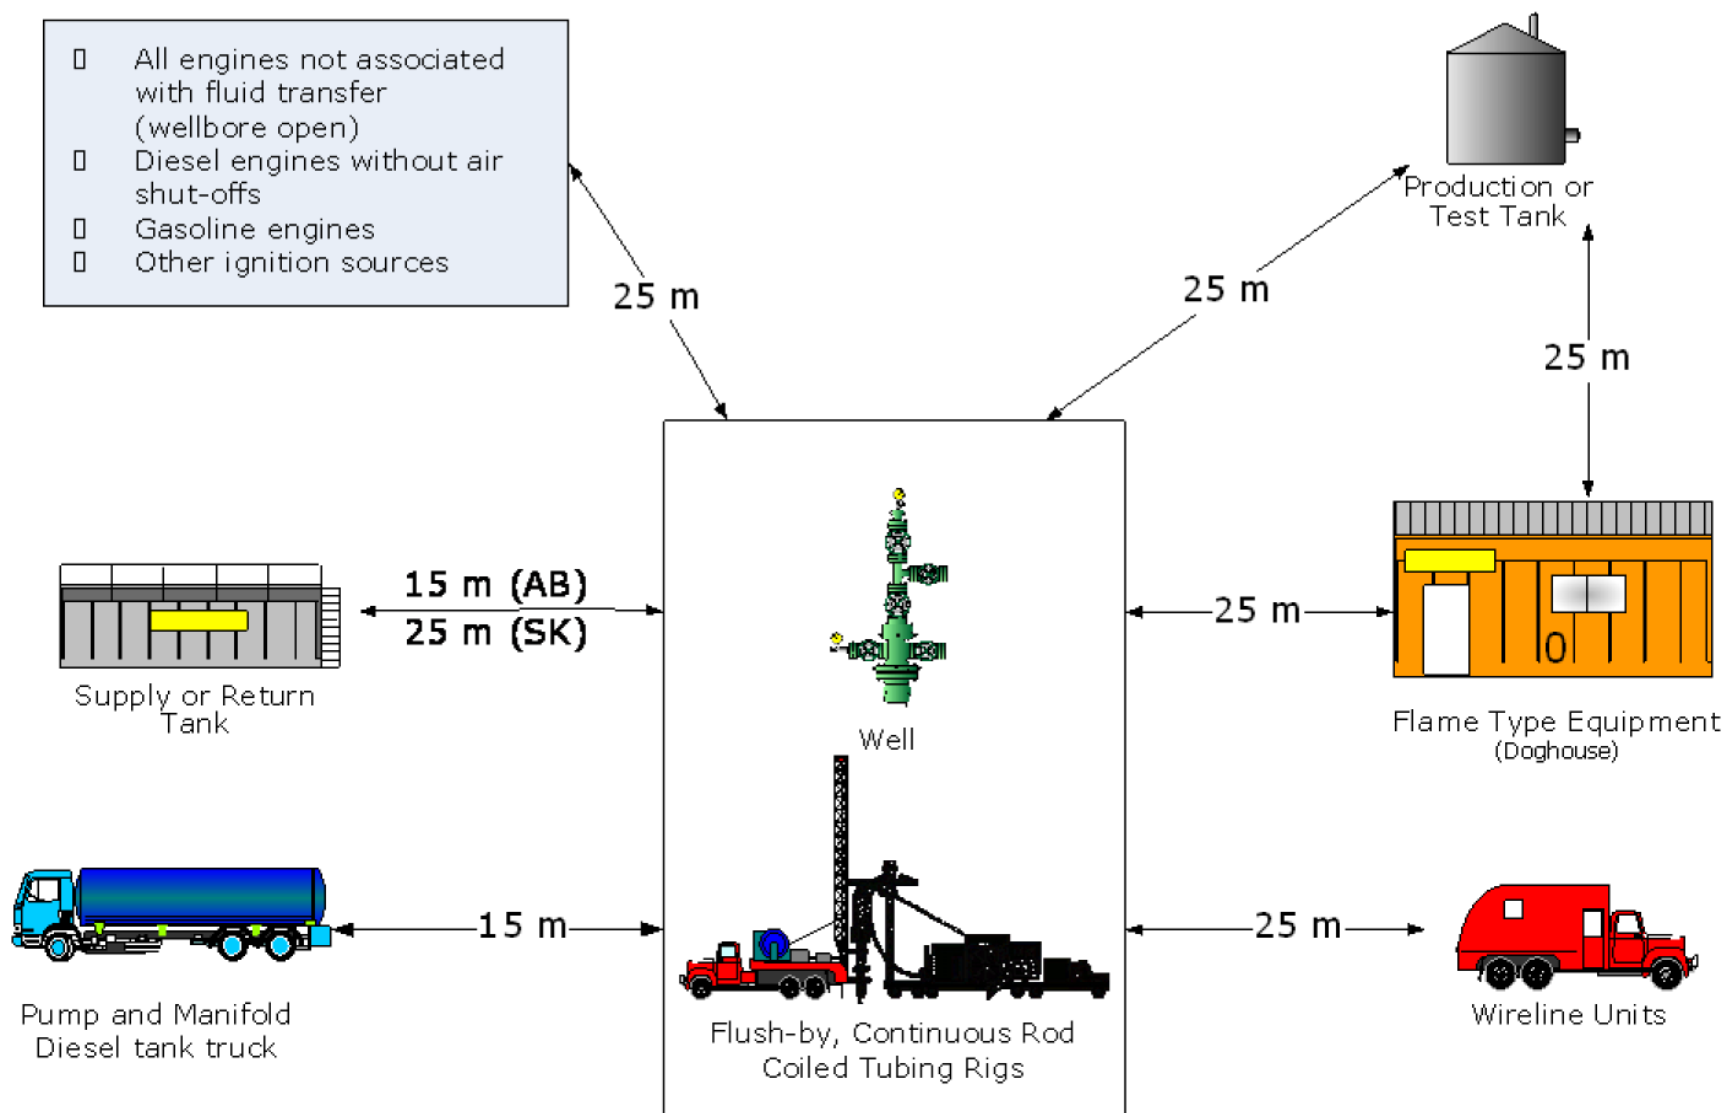 All engines not associated
with fluid transfer
(wellbore open)
Diesel engines without air
shut-offs
Gasoline engines
Other ignition sources
25 m
Production or
Test Tank
25 m
25 m
15 m (AB)
25 m (SK)
Supply or Return
Tank
Well
25 m
0
Flame Type Equipment
(Doghouse)
15 m
Pump and Manifold
Diesel tank truck
Flush-by, Continuous Rod
Coiled Tubing Rigs
25 m
Wireline Units